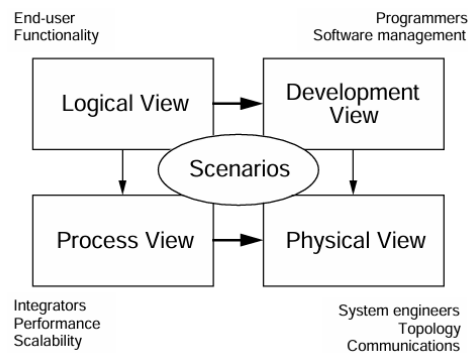 End-user
Functionality
Programmers
Software management
Logical View
Development
View
Scenarios
Process View
Physical View
Integrators
Performance
Scalability
System engineers
Topology
Communications